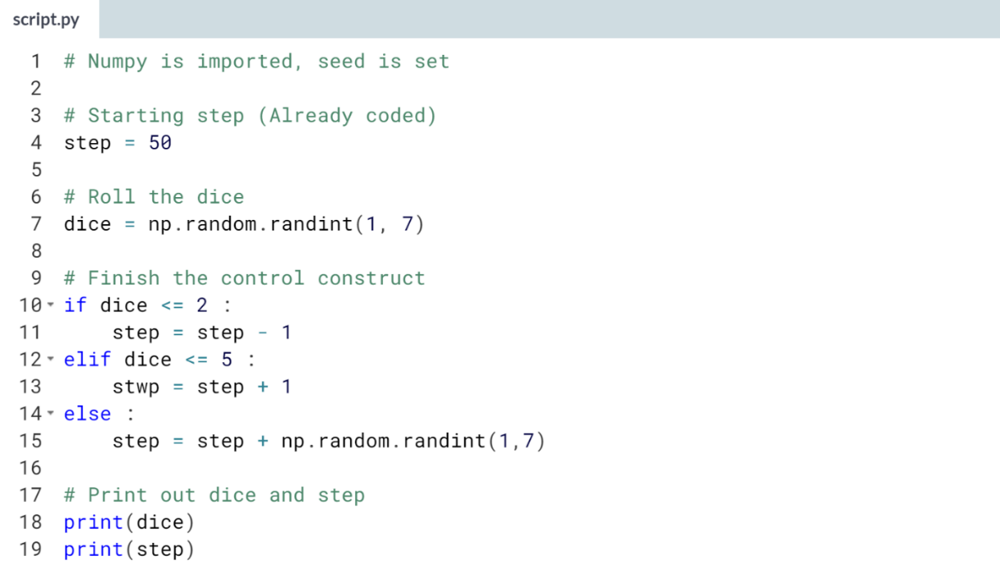 script.py
1 # Numpy is imported, seed is set
2
3 # Starting step (Already coded)
4 step = 50
5
6 # Roll the dice
7 dice = np.random.randint(1, 7)
8
9 # Finish the control construct
10 if dice <= 2 :
11     step = step - 1
12 elif dice <= 5 :
13     stwp = step + 1
14 else :
15     step = step + np.random.randint(1,7)
16
17 # Print out dice and step
18 print(dice)
19 print(step)